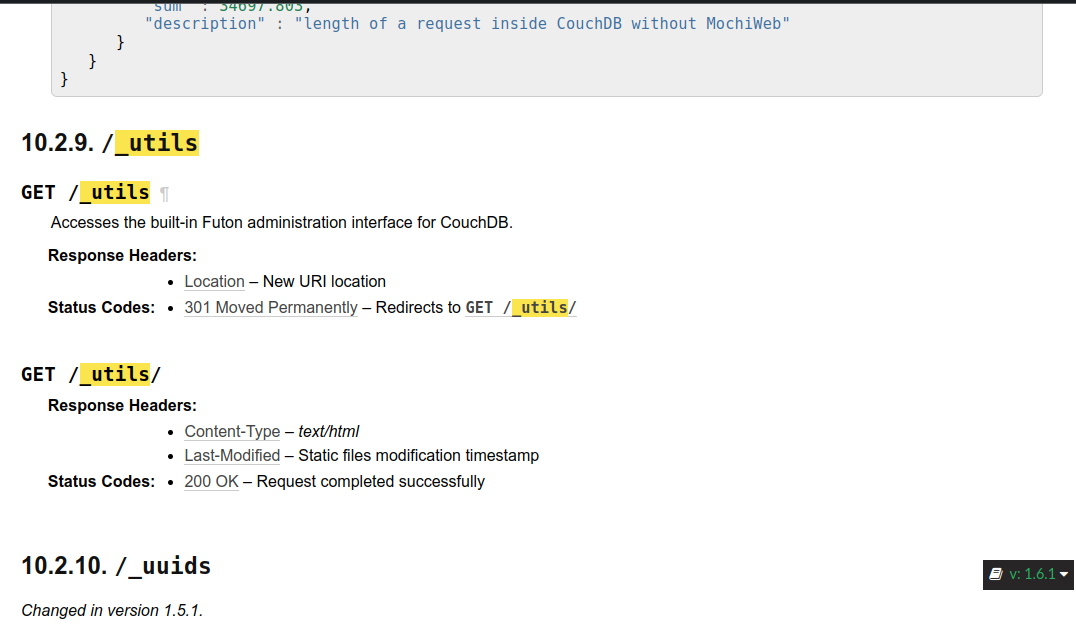 "sum" : 34697.803,
"description" : "length of a request inside CouchDB without MochiWeb"
}
}
}
10.2.9. /_utils
GET /_utils ¶
Accesses the built-in Futon administration interface for CouchDB.
Response Headers:
• Location – New URI location
Status Codes: • 301 Moved Permanently – Redirects to GET /_utils/
GET /_utils/
Response Headers:
• Content-Type – text/html
• Last-Modified – Static files modification timestamp
Status Codes: • 200 OK – Request completed successfully
10.2.10. /_uuids
v: 1.6.1
Changed in version 1.5.1.